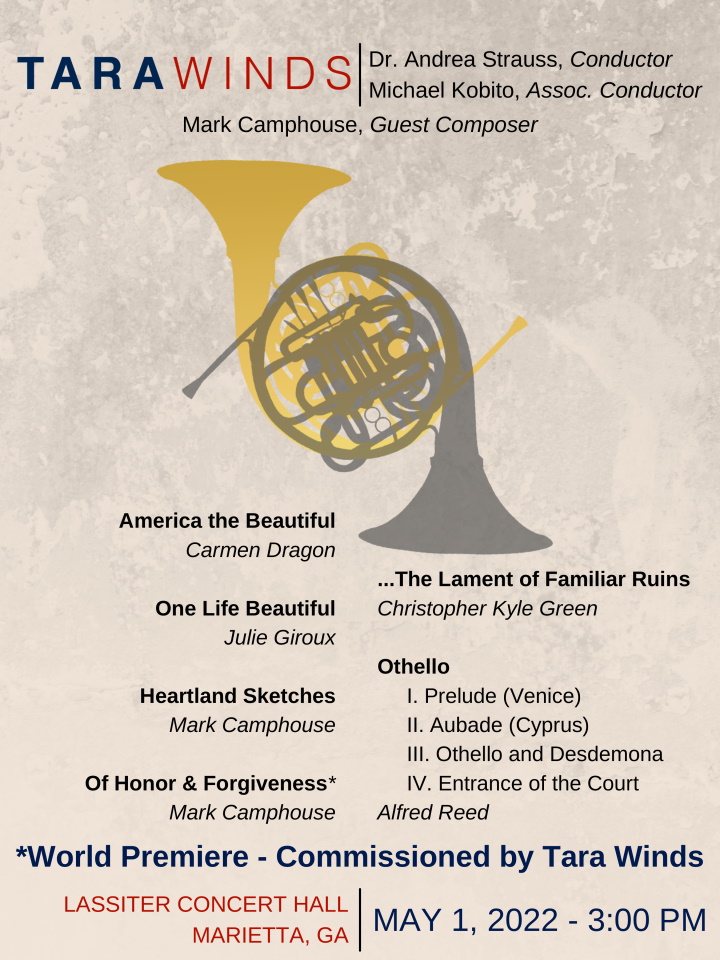 TARAWINDS
Dr. Andrea Strauss, Conductor
Michael Kobito, Assoc. Conductor
Mark Camphouse, Guest Composer
America the Beautiful
Carmen Dragon
One Life Beautiful
Julie Giroux
Heartland Sketches
Mark Camphouse
Of Honor & Forgiveness*
Mark Camphouse
...The Lament of Familiar Ruins
Christopher Kyle Green
Othello
I. Prelude (Venice)
II. Aubade (Cyprus)
III. Othello and Desdemona
IV. Entrance of the Court
Alfred Reed
*World Premiere - Commissioned by Tara Winds
LASSITER CONCERT HALL
MARIETTA, GA
MAY 1, 2022 - 3:00 PM